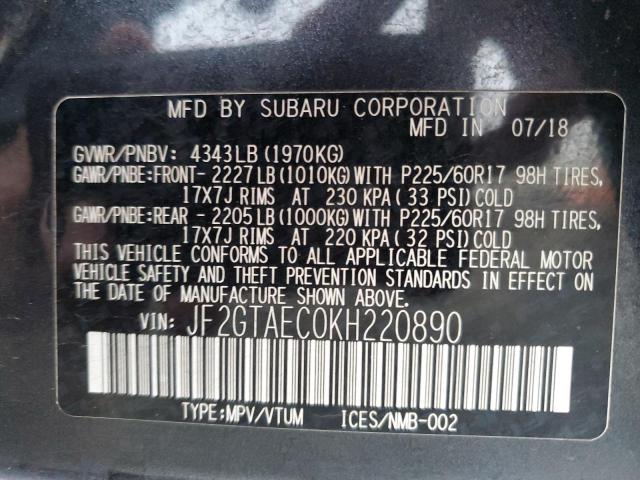 MFD BY SUBARU CORPORATION
MFD IN 07/18
GVWR/PNBV: 4343LB (1970KG)
GAWR/PNBE:FRONT- 2227LB (1010KG)WITH P225/60R17 98H TIRES,
17X7J RIMS AT 230 KPA( 33 PSI)COLD
GAWR/PNBE:REAR - 2205LB (1000KG)WITH P225/60R17 98H TIRES,
17X7J RIMS AT 220 KPA( 32 PSI)COLD
THIS VEHICLE CONFORMS TO ALL APPLICABLE FEDERAL MOTOR
VEHICLE SAFETY AND THEFT PREVENTION STANDARDS IN EFFECT ON
THE DATE OF MANUFACTURE SHOWN ABOVE.
VIN: JF2GTAEC0KH220890
TYPE:MPV/VTUM ICES/NMB-002